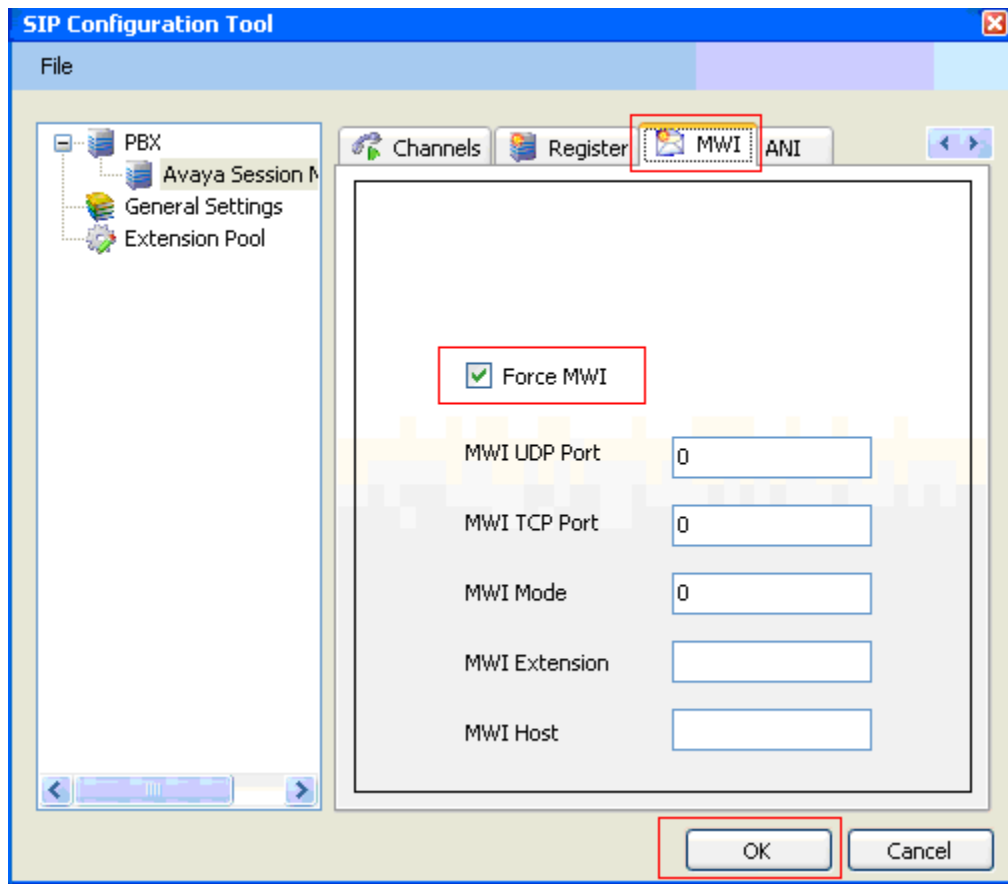 SIP Configuration Tool
File
PBX
Avaya Session M
General Settings
Extension Pool
Channels
Register
MWI
ANI
Force MWI
MWI UDP Port
0
MWI TCP Port
0
MWI Mode
0
MWI Extension
MWI Host
OK
Cancel